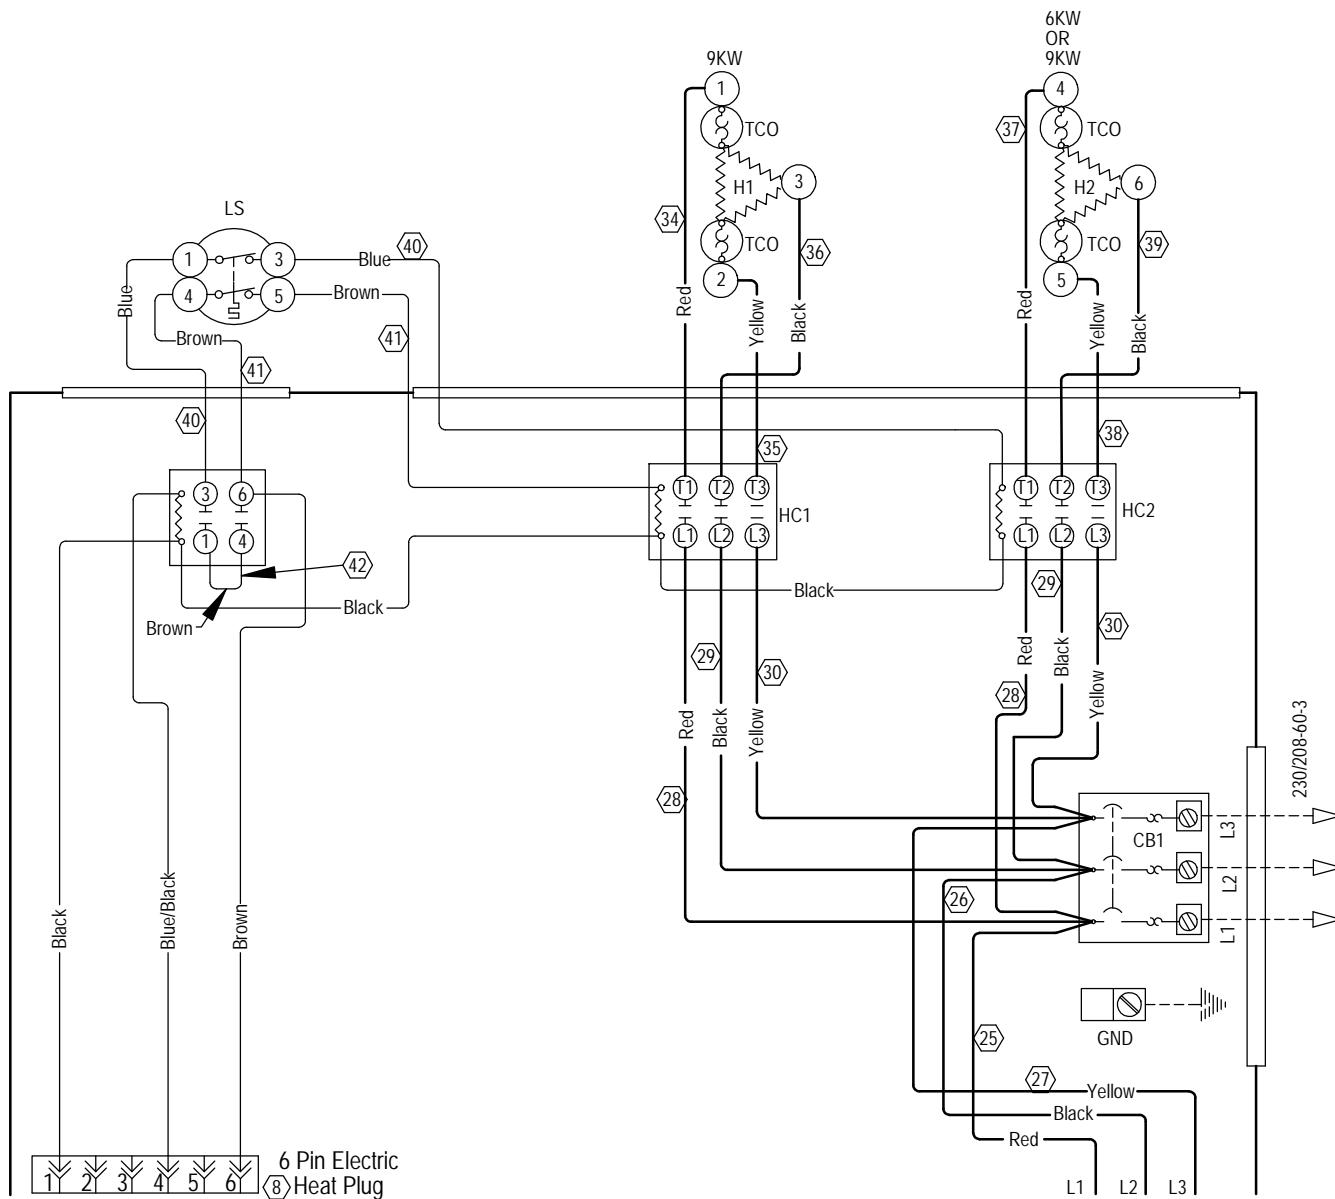 6KW
OR
9KW
9KW
1
4
TCO
TCO
37
H1
3
H2
6
LS
34
40
36
39
1
3
Blue
TCO
TCO
4
5
Brown
2
5
Blue
Red
Yellow
Black
Red
Yellow
Black
Brown
41
41
40
35
38
3
6
T1
T2
T3
HC1
T1
T2
T3
HC2
1
4
L1
L2
L3
L1
L2
L3
42
29
Black
Black
Brown
30
29
30
Red
Black
28
Yellow
Red
Black
Yellow
28
230/208-60-3
CB1
L3
L2
L1
26
Black
Blue/Black
Brown
25
GND
27
Yellow
Black
Red
6 Pin Electric
8 Heat Plug
1 2 3 4 5 6
L1 L2 L3